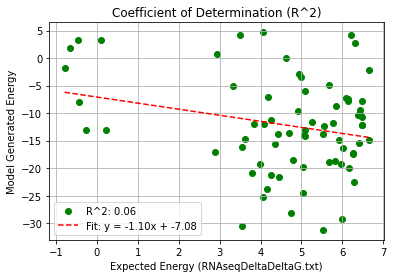 Coefficient of Determination (R^2)
Model Generated Energy
5
0
−5
−10
−15
−20
−25
−30
R^2: 0.06
Fit: y = -1.10x + -7.08
−1 0 1 2 3 4 5 6 7
Expected Energy (RNAseqDeltaDeltaG.txt)